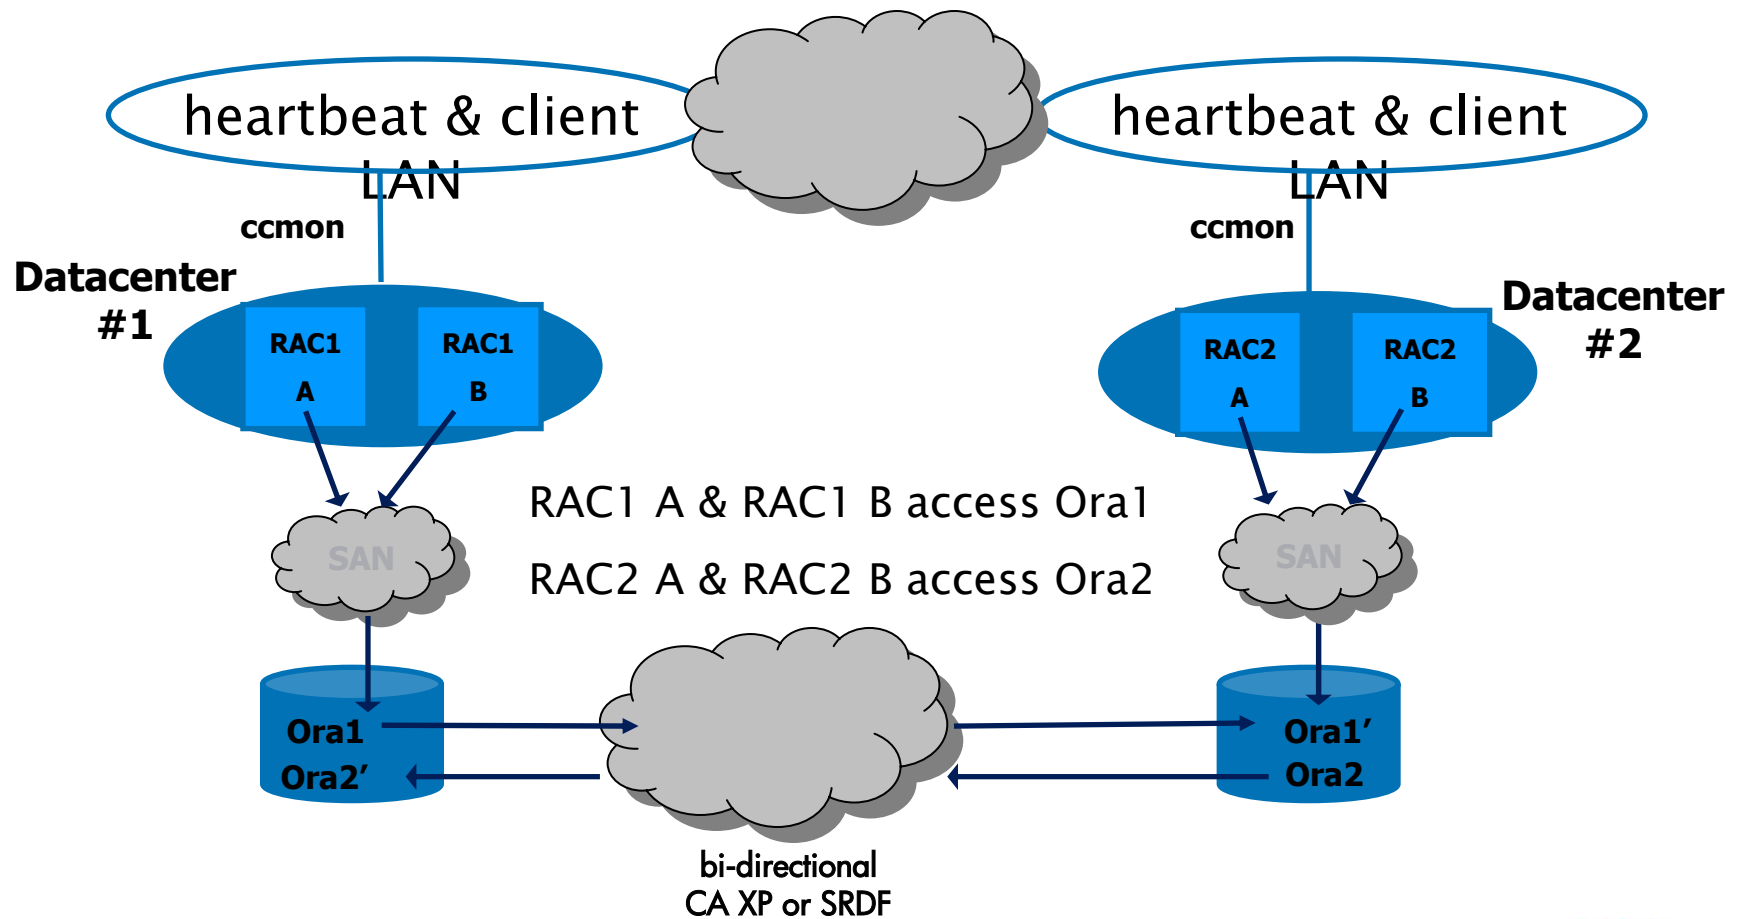 heartbeat & client
LAN
heartbeat & client
LAN
ccmon
ccmon
Datacenter
#1
Datacenter
#2
RAC1
A
RAC1
B
RAC2
A
RAC2
B
RAC1 A & RAC1 B access Ora1
RAC2 A & RAC2 B access Ora2
SAN
SAN
Ora1
Ora2’
Ora1’
Ora2
bi-directional
CA XP or SRDF